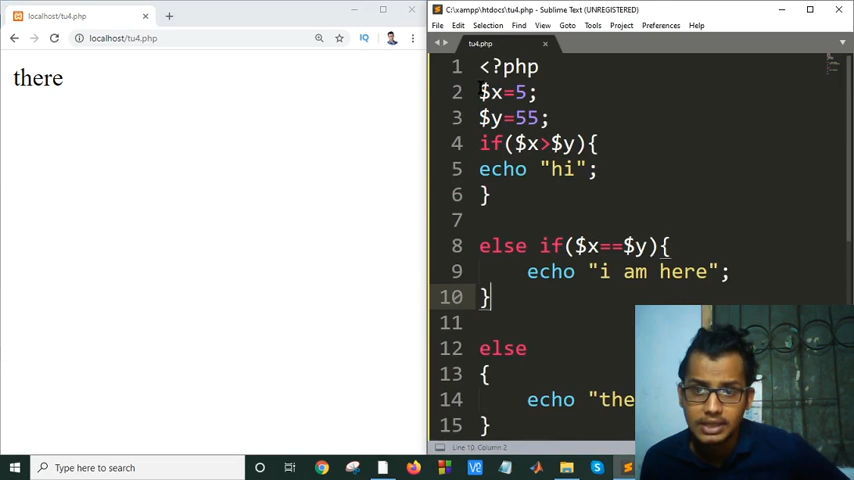 localhost/tu4.php
localhost/tu4.php
IQ
there
C:\xampp\htdocs\tu4.php - Sublime Text (UNREGISTERED)
File Edit Selection Find View Goto Tools Project Preferences Help
tu4.php
1 <?php
2 $x=5;
3 $y=55;
4 if($x>$y){
5 echo "hi";
6 }
7
8 else if($x==$y){
9 echo "i am here";
10 }
11
12 else
13 {
14 echo "the
15 }
Line 10, Column 2
Type here to search